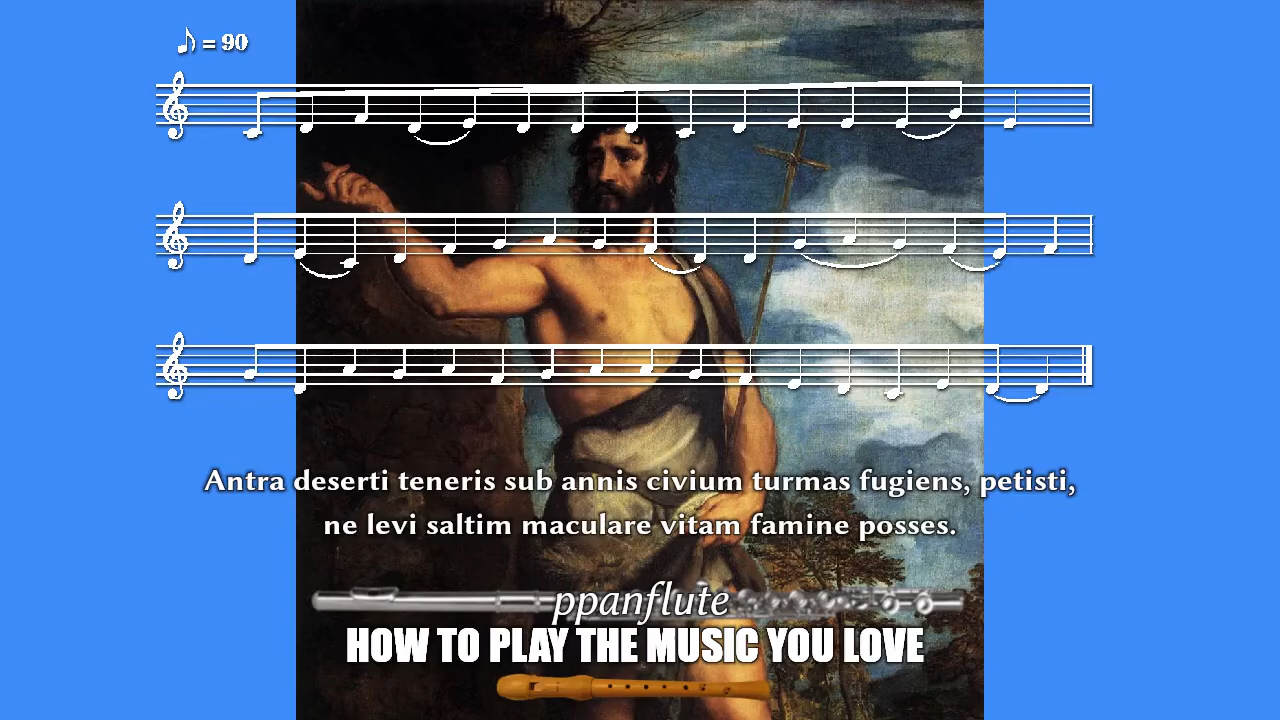 ♪ = 90
Antra deserti teneris sub annis civium turmas fugiens, petisti,
ne levi saltim maculare vitam famine posses.
ppanflute
HOW TO PLAY THE MUSIC YOU LOVE